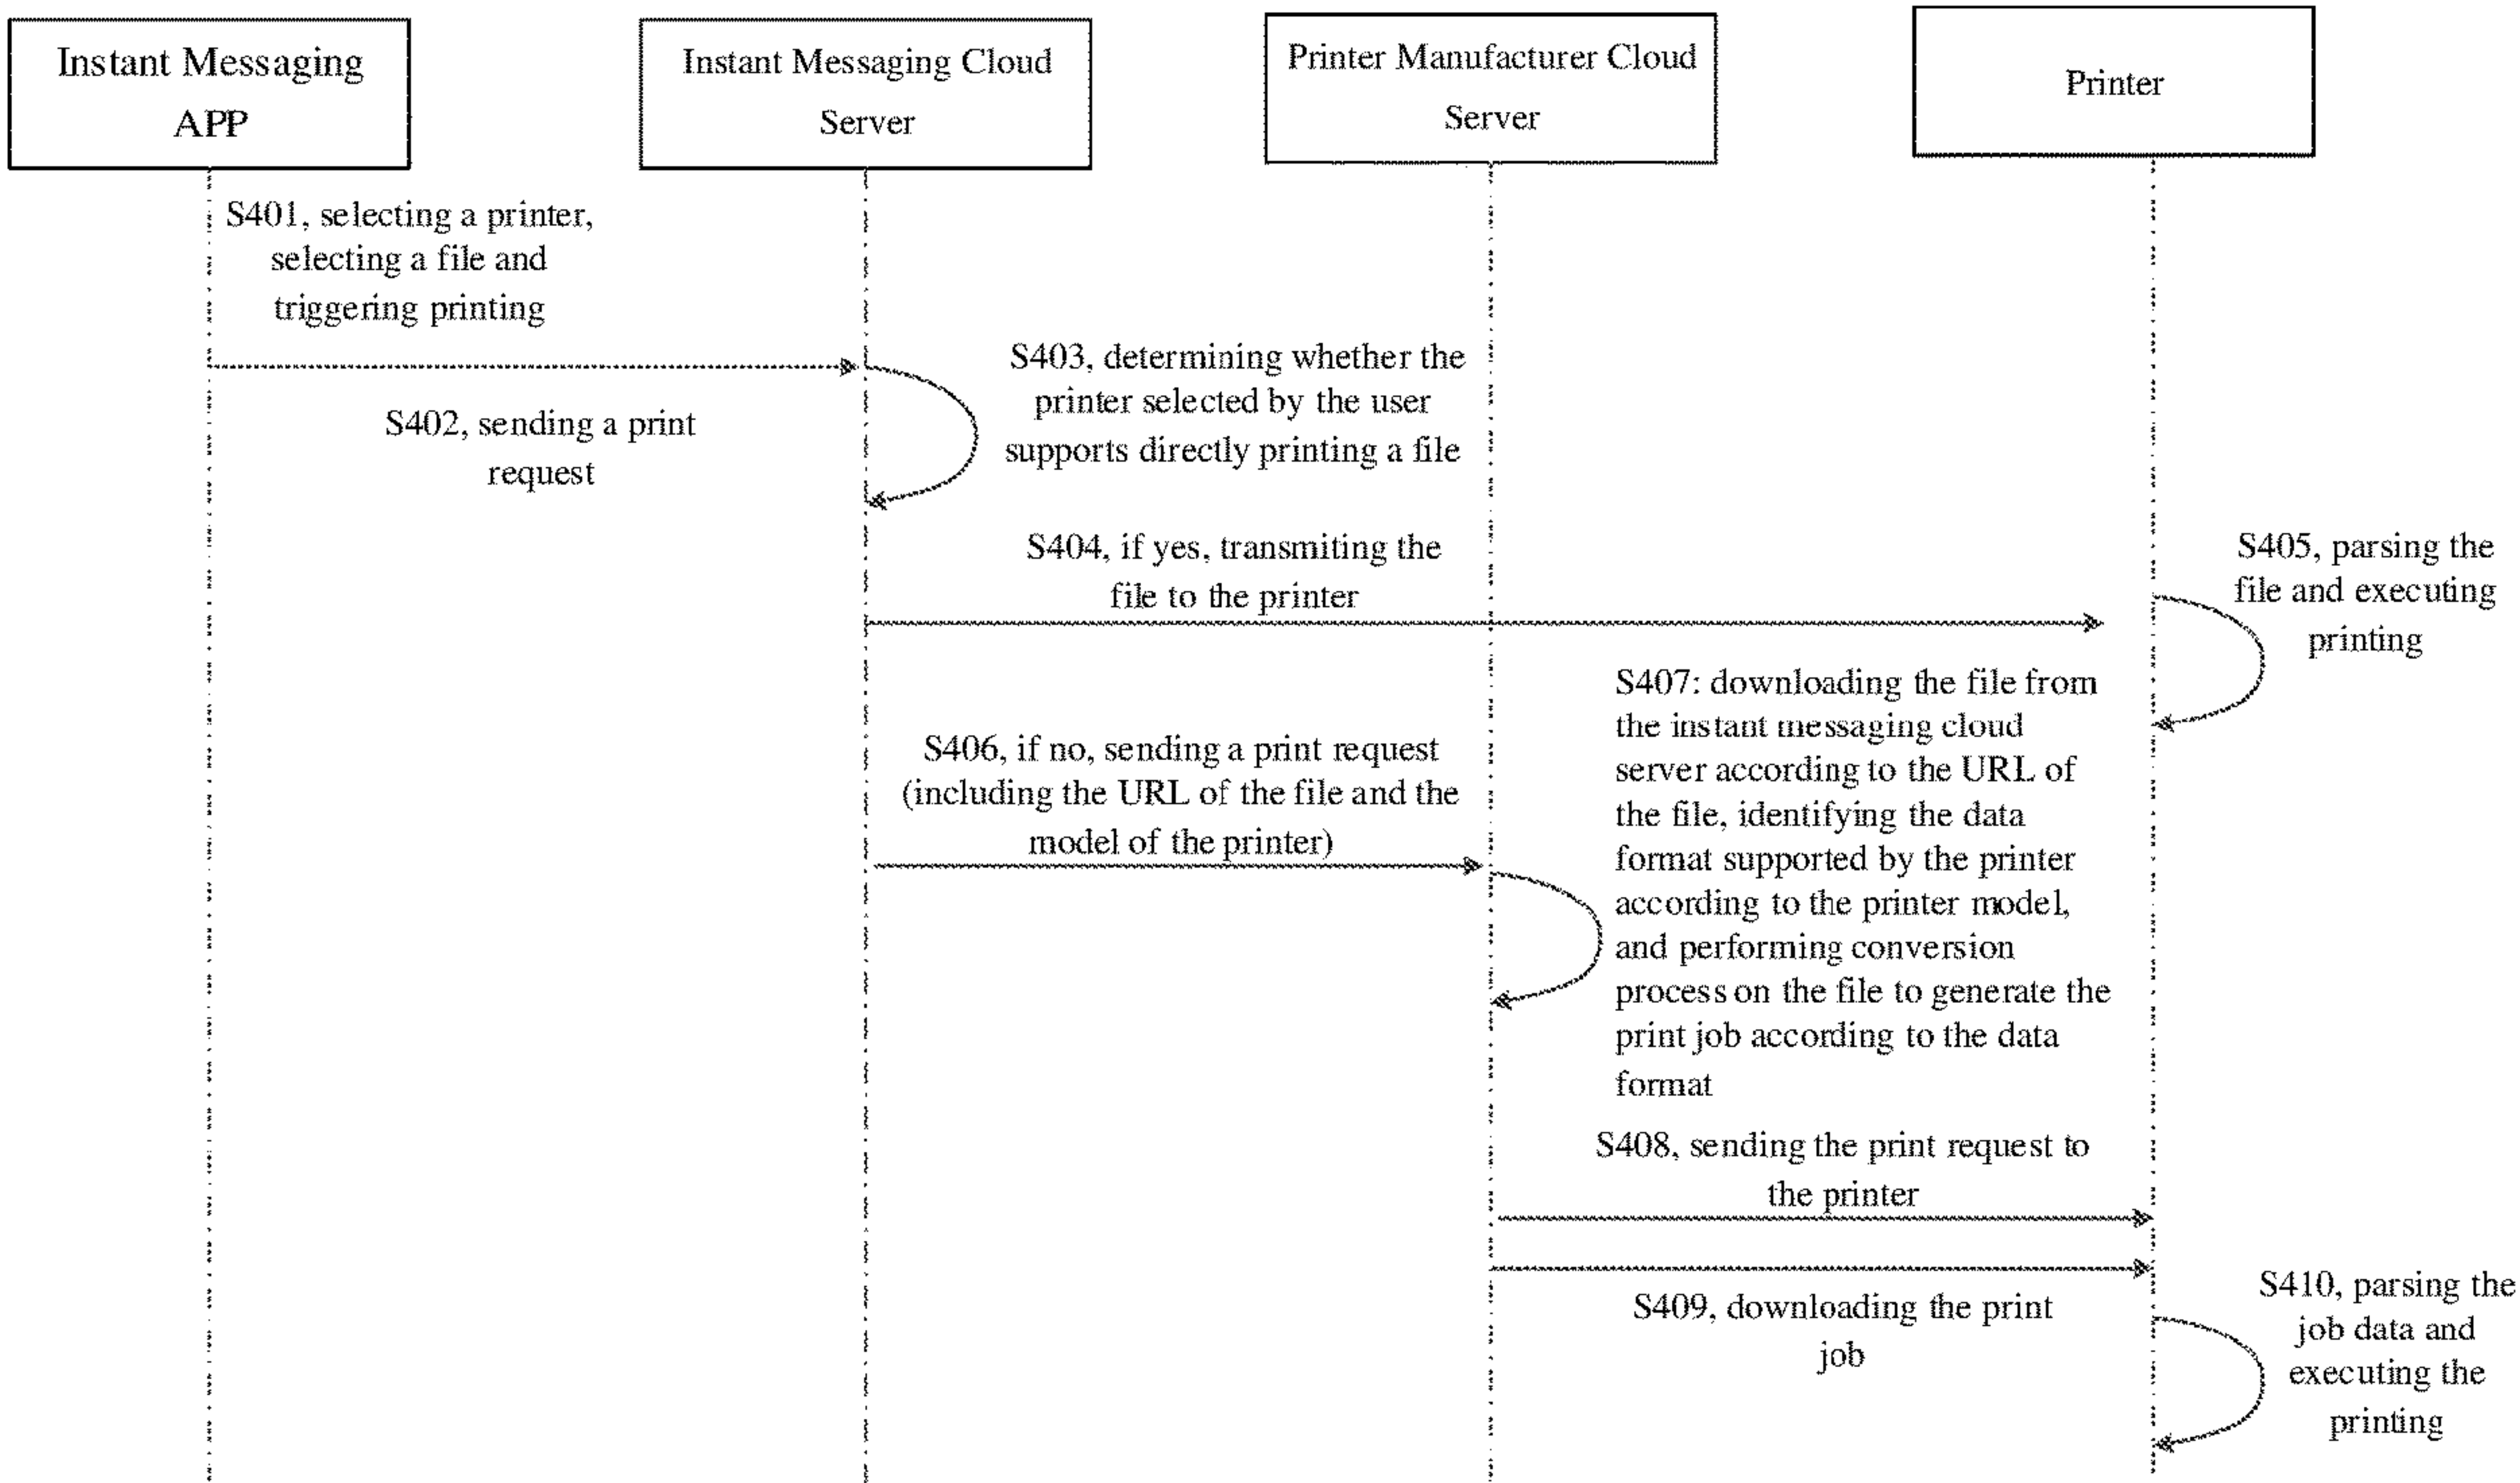 Instant Messaging
APP
Instant Messaging Cloud
Server
Printer Manufacturer Cloud
Server
Printer
S401, selecting a printer,
selecting a file and
triggering printing
S402, sending a print
request
S403, determining whether the
printer selected by the user
supports directly printing a file
S404, if yes, transmiting the
file to the printer
S405, parsing the
file and executing
printing
S406, if no, sending a print request
(including the URL of the file and the
model of the printer)
S407: downloading the file from
the instant messaging cloud
server according to the URL of
the file, identifying the data
format supported by the printer
according to the printer model,
and performing conversion
process on the file to generate the
print job according to the data
format
S408, sending the print request to
the printer
S409, downloading the print
job
S410, parsing the
job data and
executing the
printing